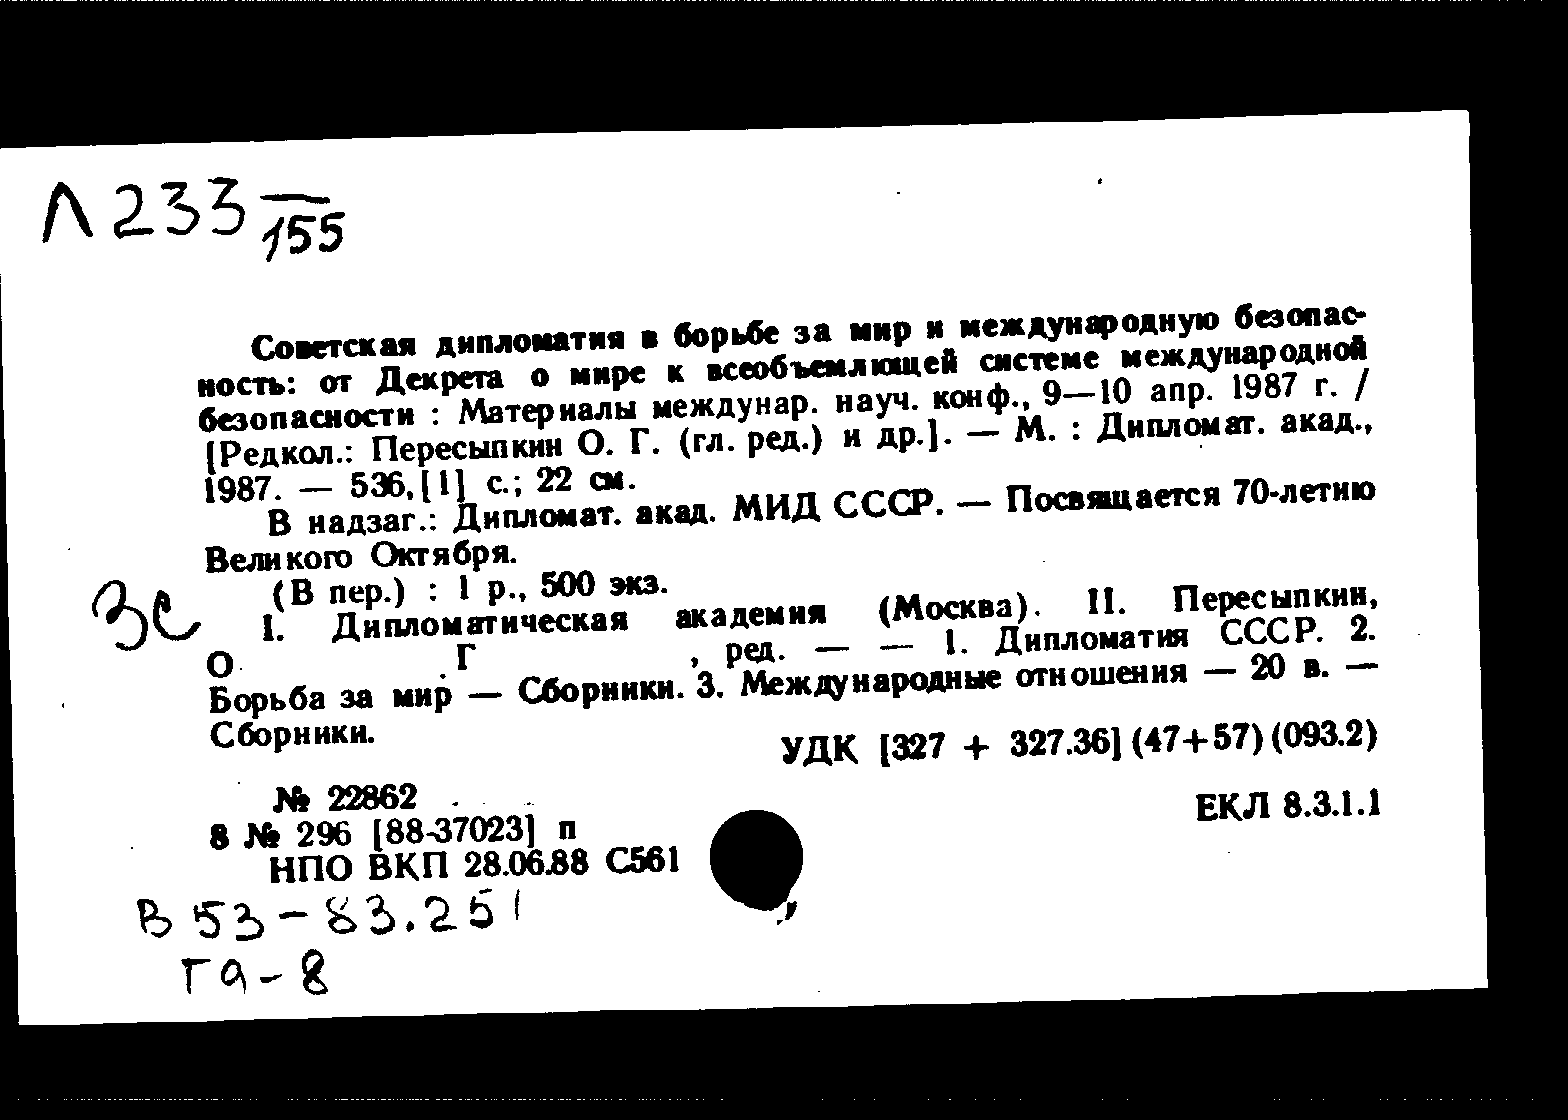 Л 233/155
Советская дипломатия в борьбе за мир и международную безопас-
ность: от Декрета о мире к всеобъемлющей системе международной
безопасности : Материалы междунар. науч. конф., 9—10 апр. 1987 г. /
[Редкол.: Пересыпкин О. Г. (гл. ред.) и др.]. — М. : Дипломат. акад.,
1987. — 536,[1] с.; 22 см.
В надзаг.: Дипломат. акад. МИД СССР. — Посвящается 70-летию
Великого Октября.
(В пер.) : 1 р., 500 экз.
Зс
I. Дипломатическая академия (Москва). II. Пересыпкин,
О. Г , ред. — — 1. Дипломатия СССР. 2.
Борьба за мир — Сборники. 3. Международные отношения — 20 в. —
Сборники.
УДК [327 + 327.36] (47+57) (093.2)
№ 22862
ЕКЛ 8.3.1.1
8 № 296 [88-37023] п
НПО ВКП 28.06.88 С561
В 53-83.251
Г9-8